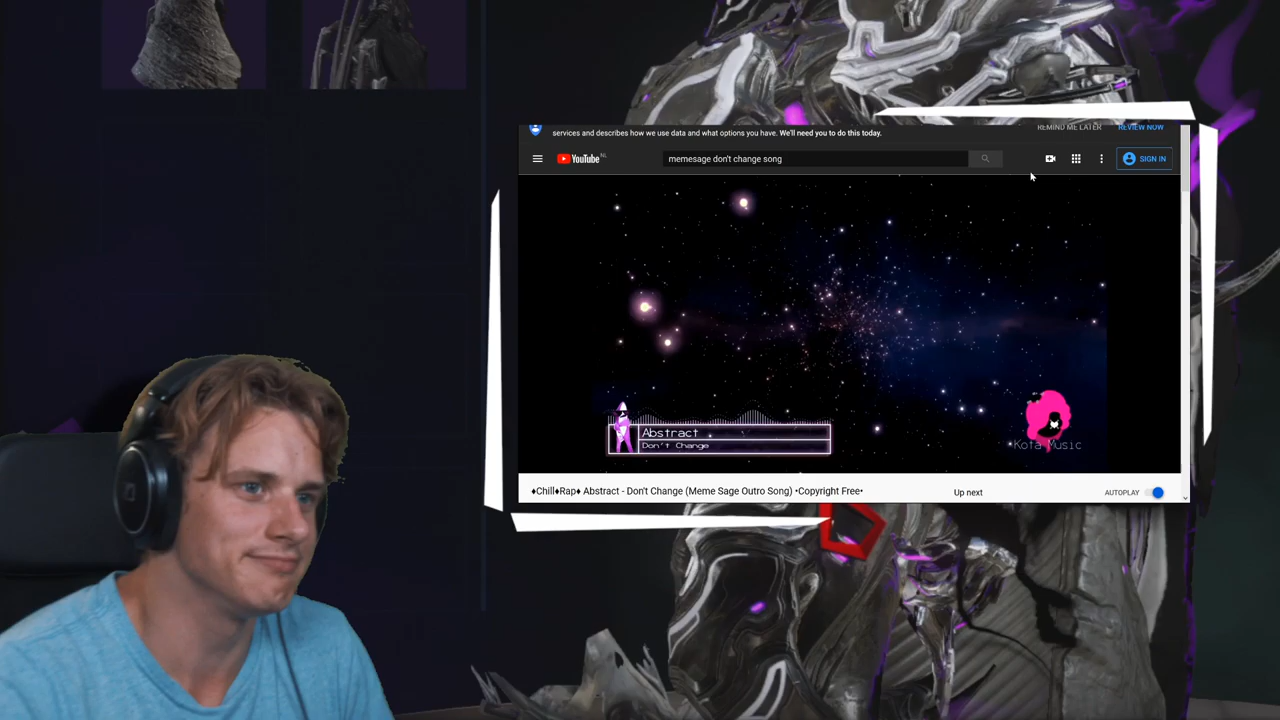 services and describes how we use data and what options you have. We'll need you to do this today.
REMIND ME LATER
REVIEW NOW
YouTube NL
memesage don't change song
SIGN IN
Abstract
Don't Change
Kota Music
♦Chill♦Rap♦ Abstract - Don't Change (Meme Sage Outro Song) •Copyright Free•
Up next
AUTOPLAY